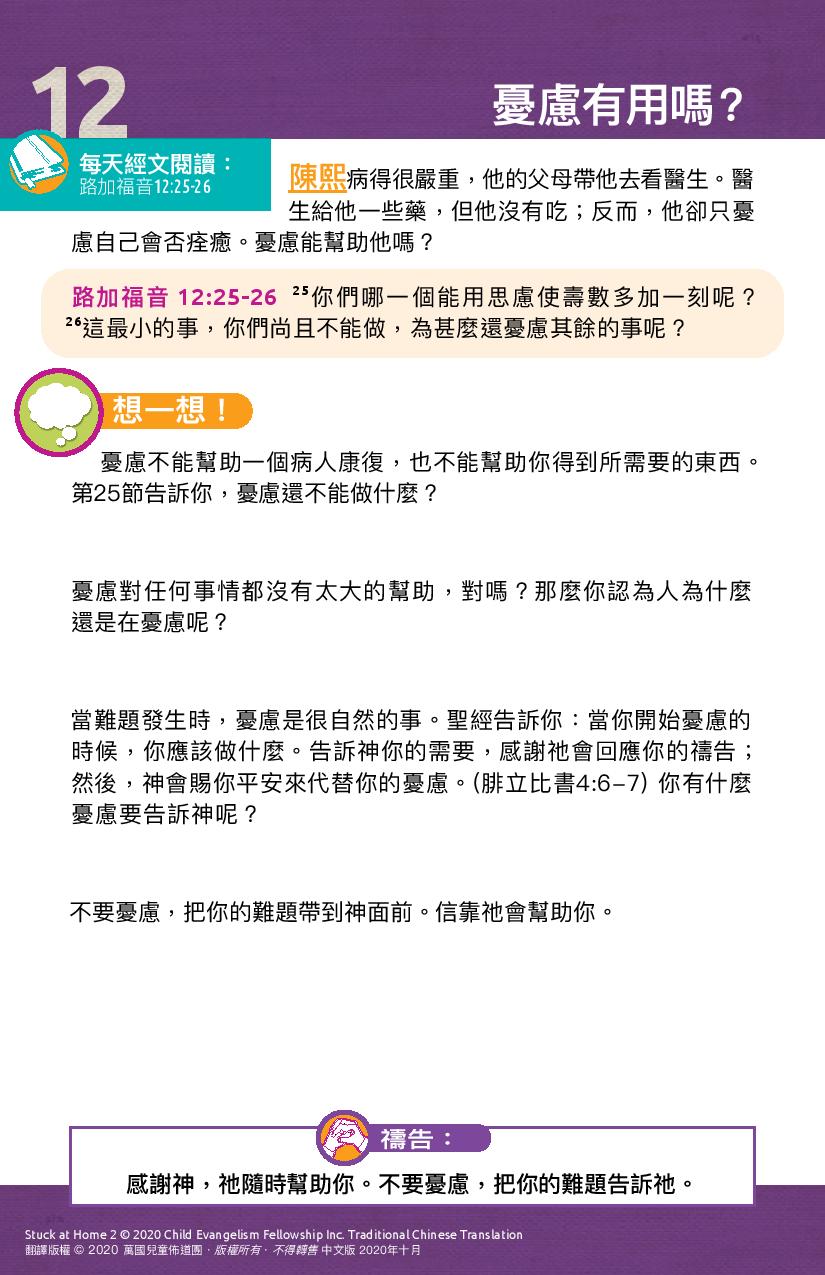 12
憂慮有用嗎？
每天經文閱讀：
路加福音12:25-26
陳熙病得很嚴重，他的父母帶他去看醫生。醫
生給他一些藥，但他沒有吃；反而，他卻只憂
慮自己會否痊癒。憂慮能幫助他嗎？
路加福音 12:25-26 ²⁵你們哪一個能用思慮使壽數多加一刻呢？
²⁶這最小的事，你們尚且不能做，為甚麼還憂慮其餘的事呢？
想一想！
憂慮不能幫助一個病人康復，也不能幫助你得到所需要的東西。
第25節告訴你，憂慮還不能做什麼？
憂慮對任何事情都沒有太大的幫助，對嗎？那麼你認為人為什麼
還是在憂慮呢？
當難題發生時，憂慮是很自然的事。聖經告訴你：當你開始憂慮的
時候，你應該做什麼。告訴神你的需要，感謝祂會回應你的禱告；
然後，神會賜你平安來代替你的憂慮。(腓立比書4:6–7) 你有什麼
憂慮要告訴神呢？
不要憂慮，把你的難題帶到神面前。信靠祂會幫助你。
禱告：
感謝神，祂隨時幫助你。不要憂慮，把你的難題告訴祂。
Stuck at Home 2 © 2020 Child Evangelism Fellowship Inc. Traditional Chinese Translation
翻譯版權 © 2020 萬國兒童佈道團．版權所有．不得轉售 中文版 2020年十月